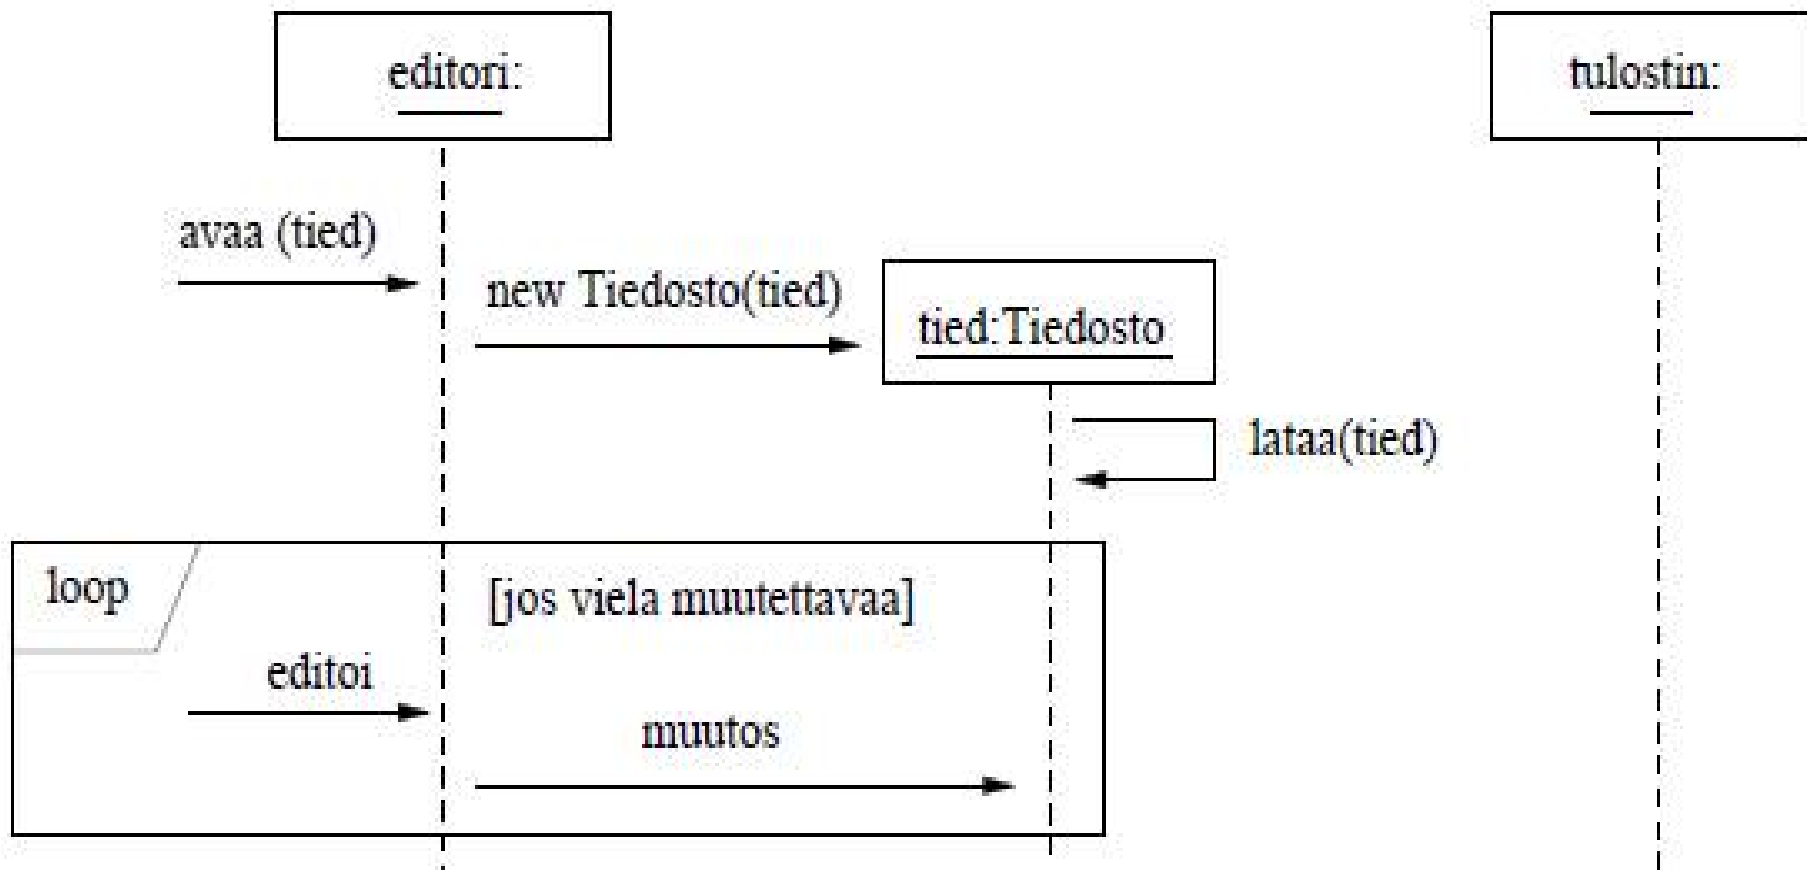 editori:
tulostin:
avaa (tied)
new Tiedosto(tied)
tied:Tiedosto
lataa(tied)
loop
[jos viela muutettavaa]
editoi
muutos